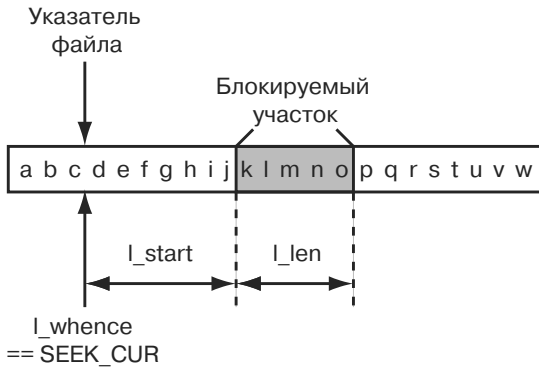 Указатель
файла
Блокируемый
участок
a b c d e f g h i j k l m n o p q r s t u v w
l_start
l_len
l_whence
== SEEK_CUR